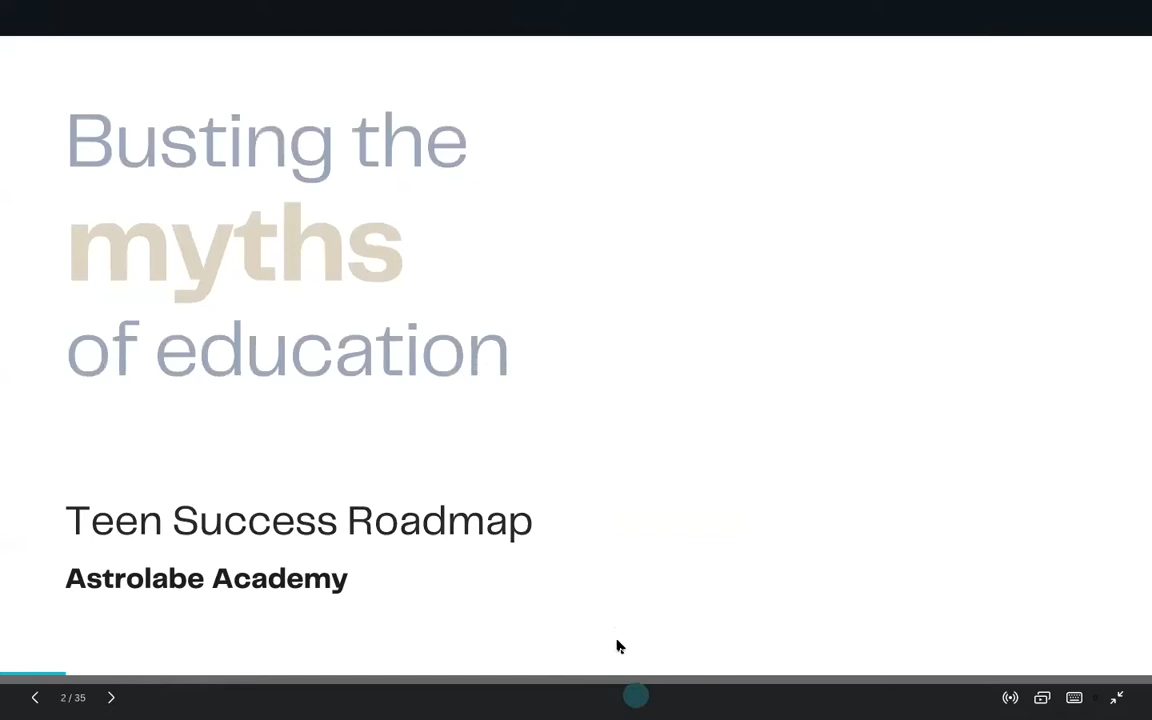 Busting the
myths
of education
Teen Success Roadmap
Astrolabe Academy
2 / 35